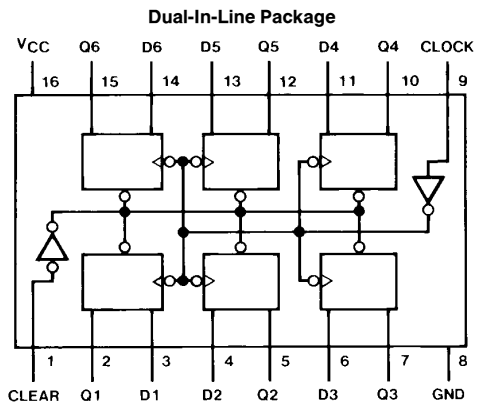 Dual-In-Line Package
VCC Q6 D6 D5 Q5 D4 Q4 CLOCK
16 15 14 13 12 11 10 9
1 2 3 4 5 6 7 8
CLEAR Q1 D1 D2 Q2 D3 Q3 GND